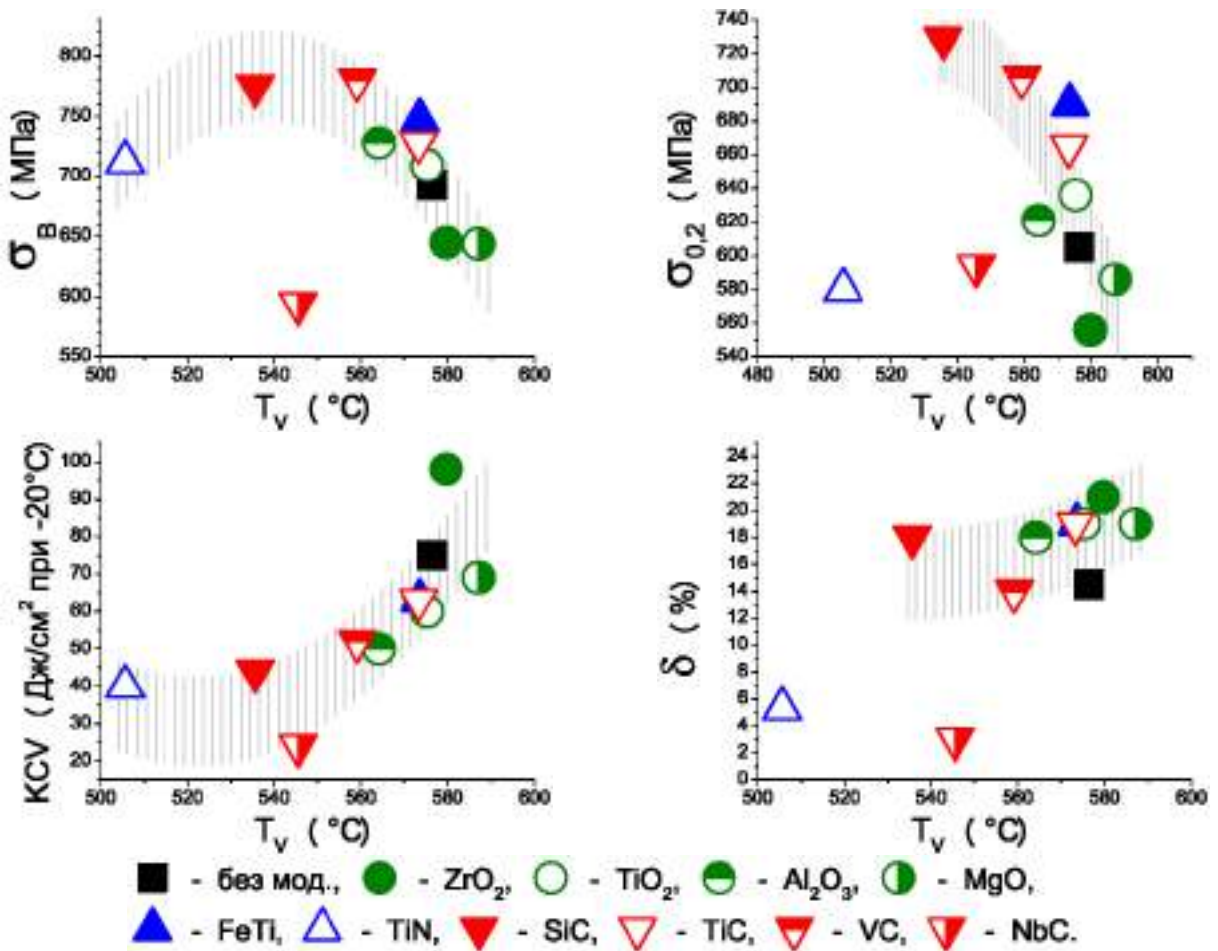 800
750
700
650
600
550
σВ ( МПа)
500 520 540 560 580 600
Tv ( °C)
740
720
700
680
660
640
620
600
580
560
540
σ0,2 ( МПа)
480 500 520 540 560 580 600
Tv ( °C)
100
90
80
70
60
50
40
30
20
KCV ( Дж/см² при -20°C)
500 520 540 560 580 600
Tv ( °C)
24
22
20
18
16
14
12
10
8
6
4
2
0
δ ( %)
500 520 540 560 580 600
Tv ( °C)
- без мод., - ZrO₂, - TiO₂, - Al₂O₃, - MgO,
- FeTi, - TiN, - SiC, - TiC, - VC, - NbC.